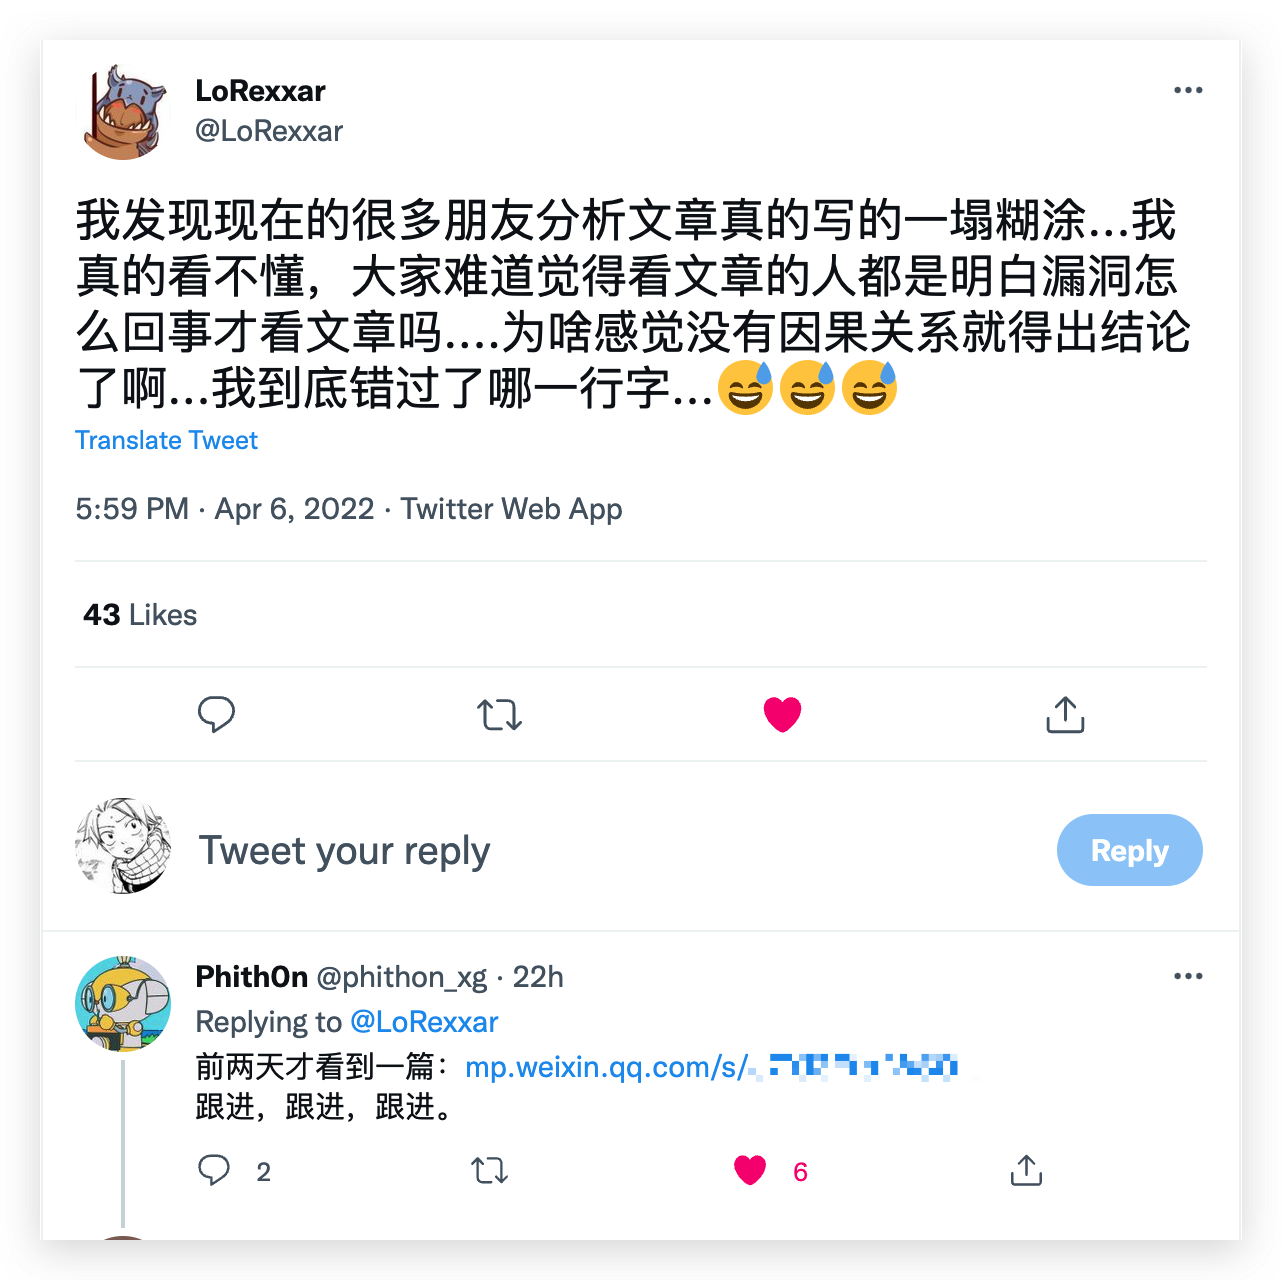 LoRexxar
@LoRexxar
我发现现在的很多朋友分析文章真的写的一塌糊涂...我
真的看不懂，大家难道觉得看文章的人都是明白漏洞怎
么回事才看文章吗....为啥感觉没有因果关系就得出结论
了啊...我到底错过了哪一行字...😅😅😅
Translate Tweet
5:59 PM · Apr 6, 2022 · Twitter Web App
43 Likes
Tweet your reply
Reply
Phith0n @phithon_xg · 22h
Replying to @LoRexxar
前两天才看到一篇：mp.weixin.qq.com/s/
跟进，跟进，跟进。
2
6